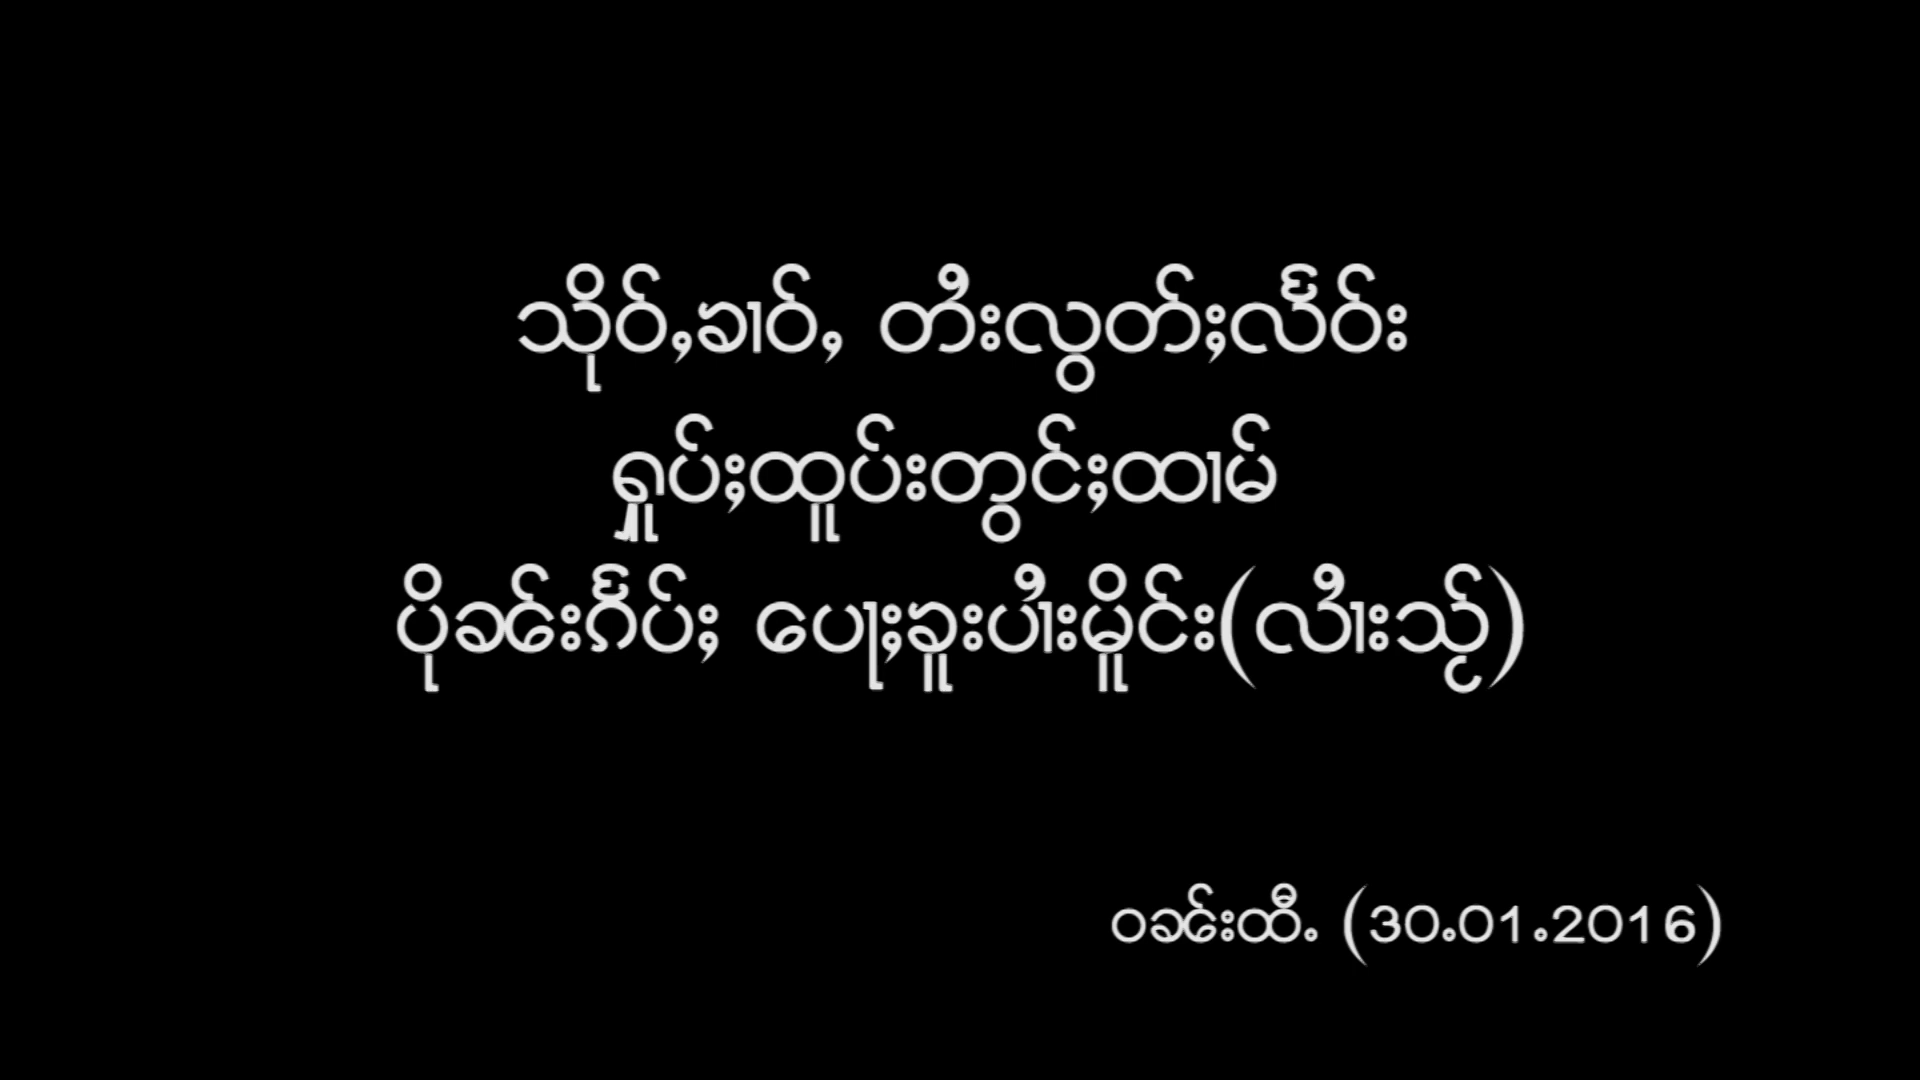 သိုဝ်ႇၶၢဝ်ႇ တီႈလွတ်ႈလႅဝ်း
ႁူပ်ႈထူပ်းတွင်ႈထၢမ်
ပိုၼ်းၵႅပ်ႈ ပေႃႈၶူးပီႊမိူင်း(လီႊသႂ်)
ဝၼ်းထီႉ (30.01.2016)